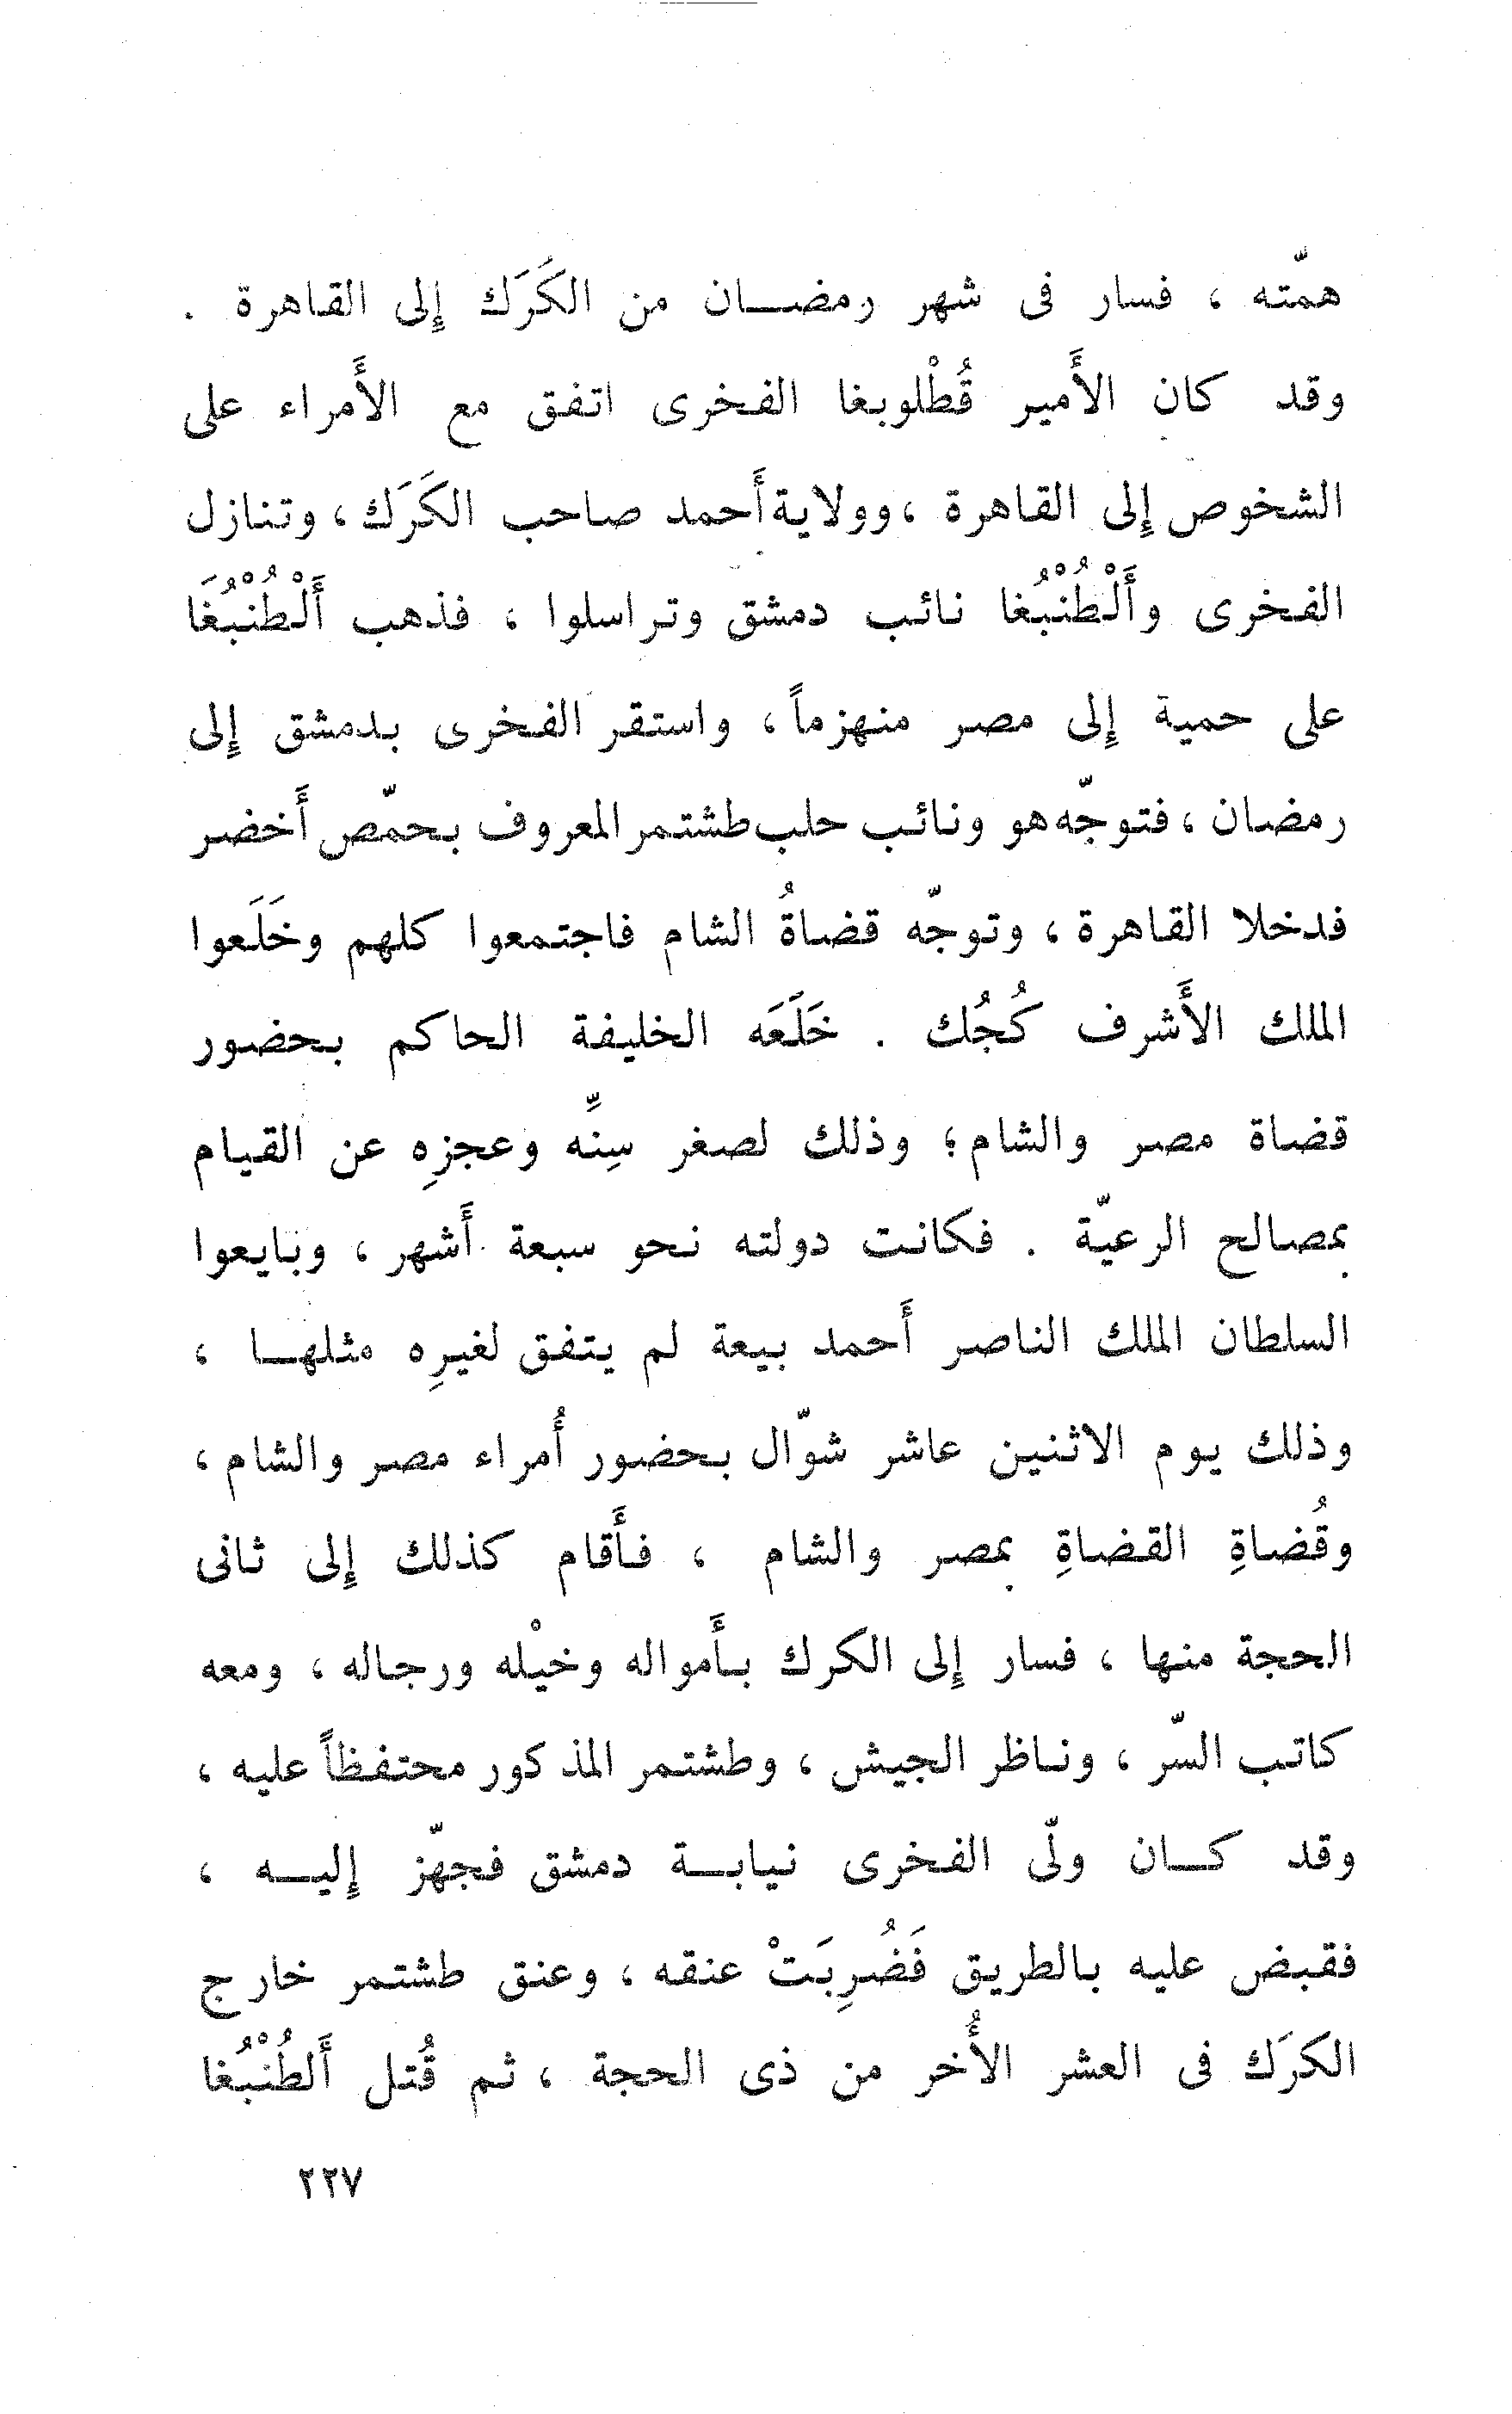 همّته ، فسار فى شهر رمضـــان من الكَرَك إلى القاهرة .
وقد كان الأَمير قُطْلوبغا الفخرى اتفق مع الأَمراء على
الشخوص إلى القاهرة ، وولاية أَحمد صاحب الكَرَك ، وتنازل
الفخرى وأَلْطُنْبُغا نائب دمشق وتراسلوا ، فذهب أَلْطُنْبُغَا
على حمية إلى مصر منهزماً ، واستقر الفخرى بدمشق إلى
رمضان ، فتوجّه هو ونائب حلب طشتمر المعروف بحمّص أَخضر
فدخلا القاهرة ، وتوجّه قضاةُ الشام فاجتمعوا كلهم وخَلَعوا
الملك الأَشرف كُجُك . خَلَعَه الخليفة الحاكم بحضور
قضاة مصر والشام ؛ وذلك لصغر سِنِّه وعجزِه عن القيام
بمصالح الرعيّة . فكانت دولته نحو سبعة أَشهر ، وبايعوا
السلطان الملك الناصر أَحمد بيعة لم يتفق لغيرِه مثلهـــا ،
وذلك يوم الاثنين عاشر شوّال بحضور أُمراء مصر والشام ،
وقُضاةِ القضاةِ بمصر والشام ، فأَقام كذلك إلى ثانى
الحجة منها ، فسار إلى الكرك بأَمواله وخيْله ورجاله ، ومعه
كاتب السّر ، وناظر الجيش ، وطشتمر المذكور محتفظاً عليه ،
وقد كـــان ولّى الفخرى نيابـــة دمشق فجهّز إليـــه ،
فقبض عليه بالطريق فَضُرِبَتْ عنقه ، وعنق طشتمر خارج
الكرَك فى العشر الأُخر من ذى الحجة ، ثم قُتل أَلطُنْبُغا
٢٢٧